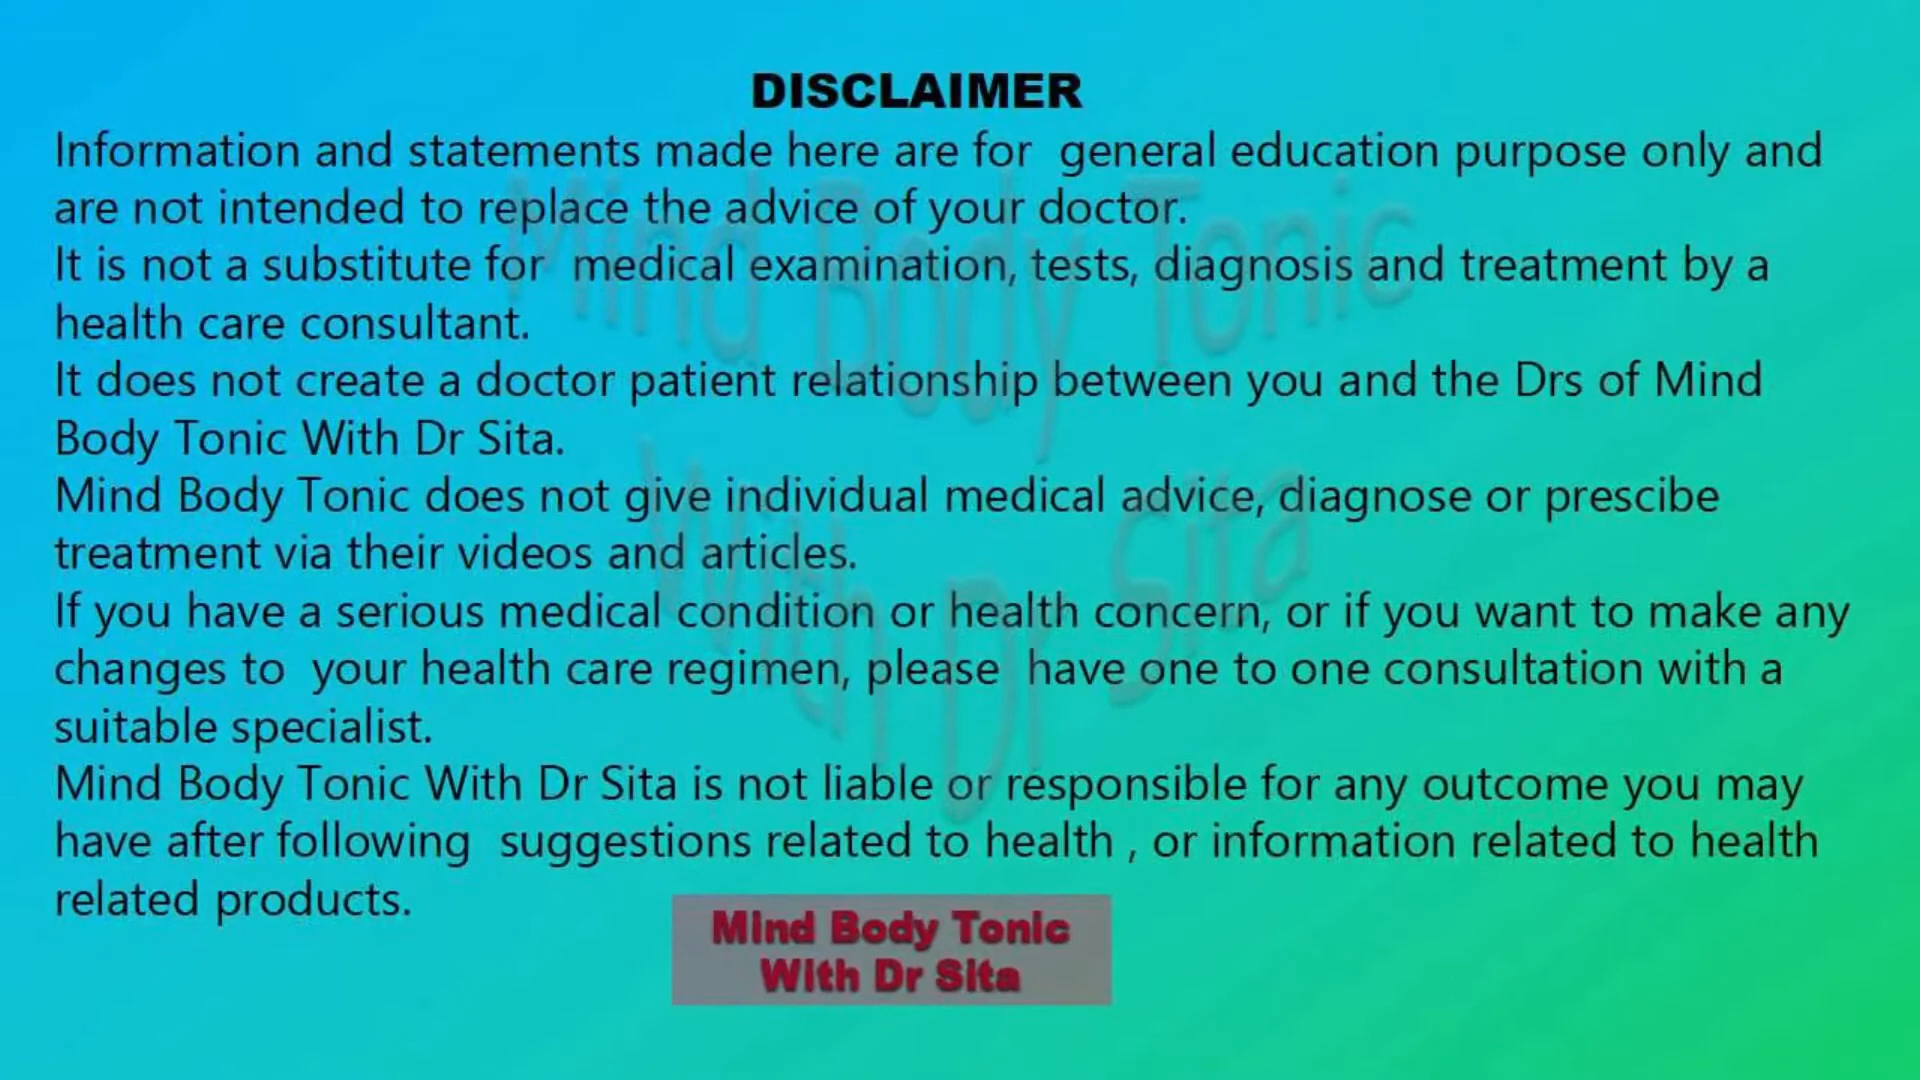 DISCLAIMER
Information and statements made here are for general education purpose only and
are not intended to replace the advice of your doctor.
It is not a substitute for medical examination, tests, diagnosis and treatment by a
health care consultant.
It does not create a doctor patient relationship between you and the Drs of Mind
Body Tonic With Dr Sita.
Mind Body Tonic does not give individual medical advice, diagnose or prescibe
treatment via their videos and articles.
If you have a serious medical condition or health concern, or if you want to make any
changes to your health care regimen, please have one to one consultation with a
suitable specialist.
Mind Body Tonic With Dr Sita is not liable or responsible for any outcome you may
have after following suggestions related to health , or information related to health
related products.
Mind Body Tonic
With Dr Sita
Mind Body Tonic
With Dr Sita